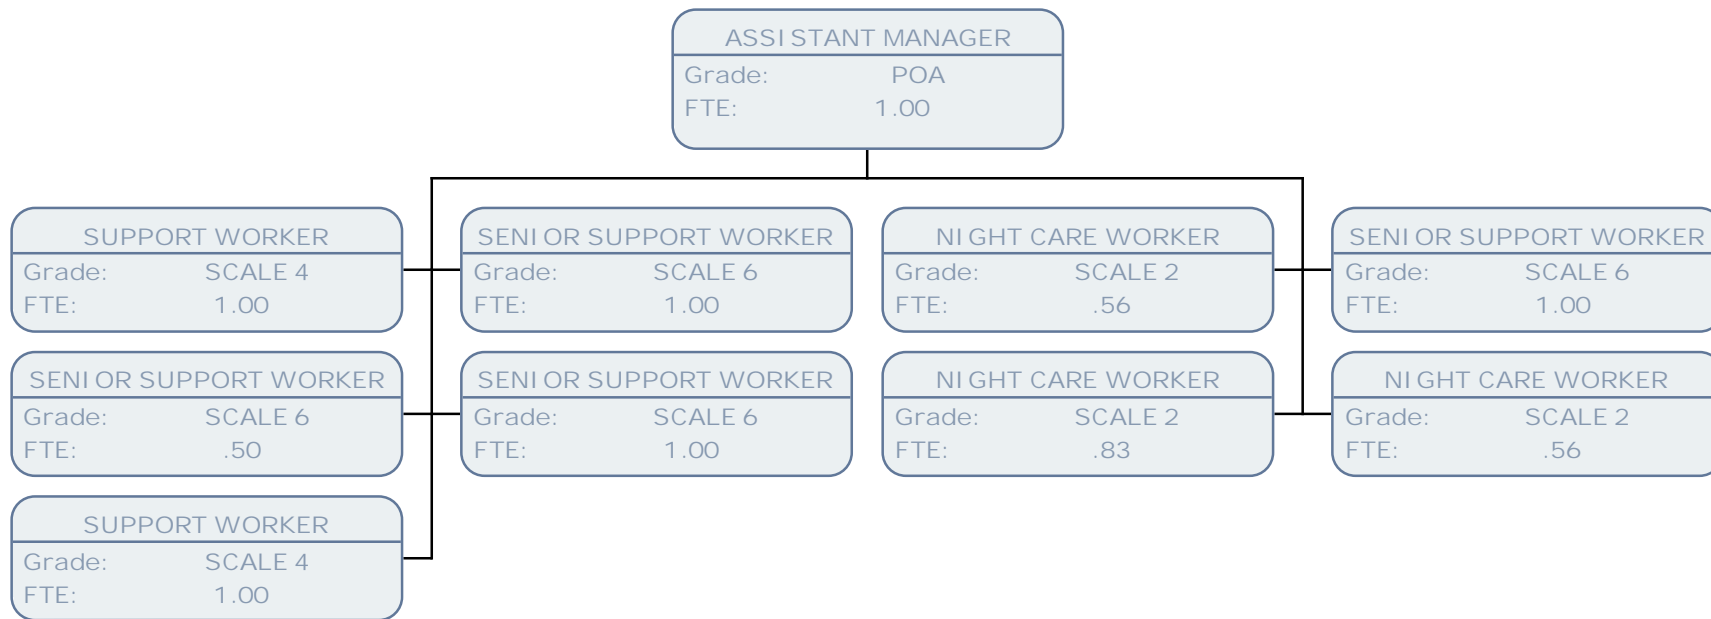 ASSISTANT MANAGER
Grade: POA
FTE: 1.00
SUPPORT WORKER
Grade: SCALE 4
FTE: 1.00
SENIOR SUPPORT WORKER
Grade: SCALE 6
FTE: 1.00
NIGHT CARE WORKER
Grade: SCALE 2
FTE: .56
SENIOR SUPPORT WORKER
Grade: SCALE 6
FTE: 1.00
SENIOR SUPPORT WORKER
Grade: SCALE 6
FTE: .50
SENIOR SUPPORT WORKER
Grade: SCALE 6
FTE: 1.00
NIGHT CARE WORKER
Grade: SCALE 2
FTE: .83
NIGHT CARE WORKER
Grade: SCALE 2
FTE: .56
SUPPORT WORKER
Grade: SCALE 4
FTE: 1.00